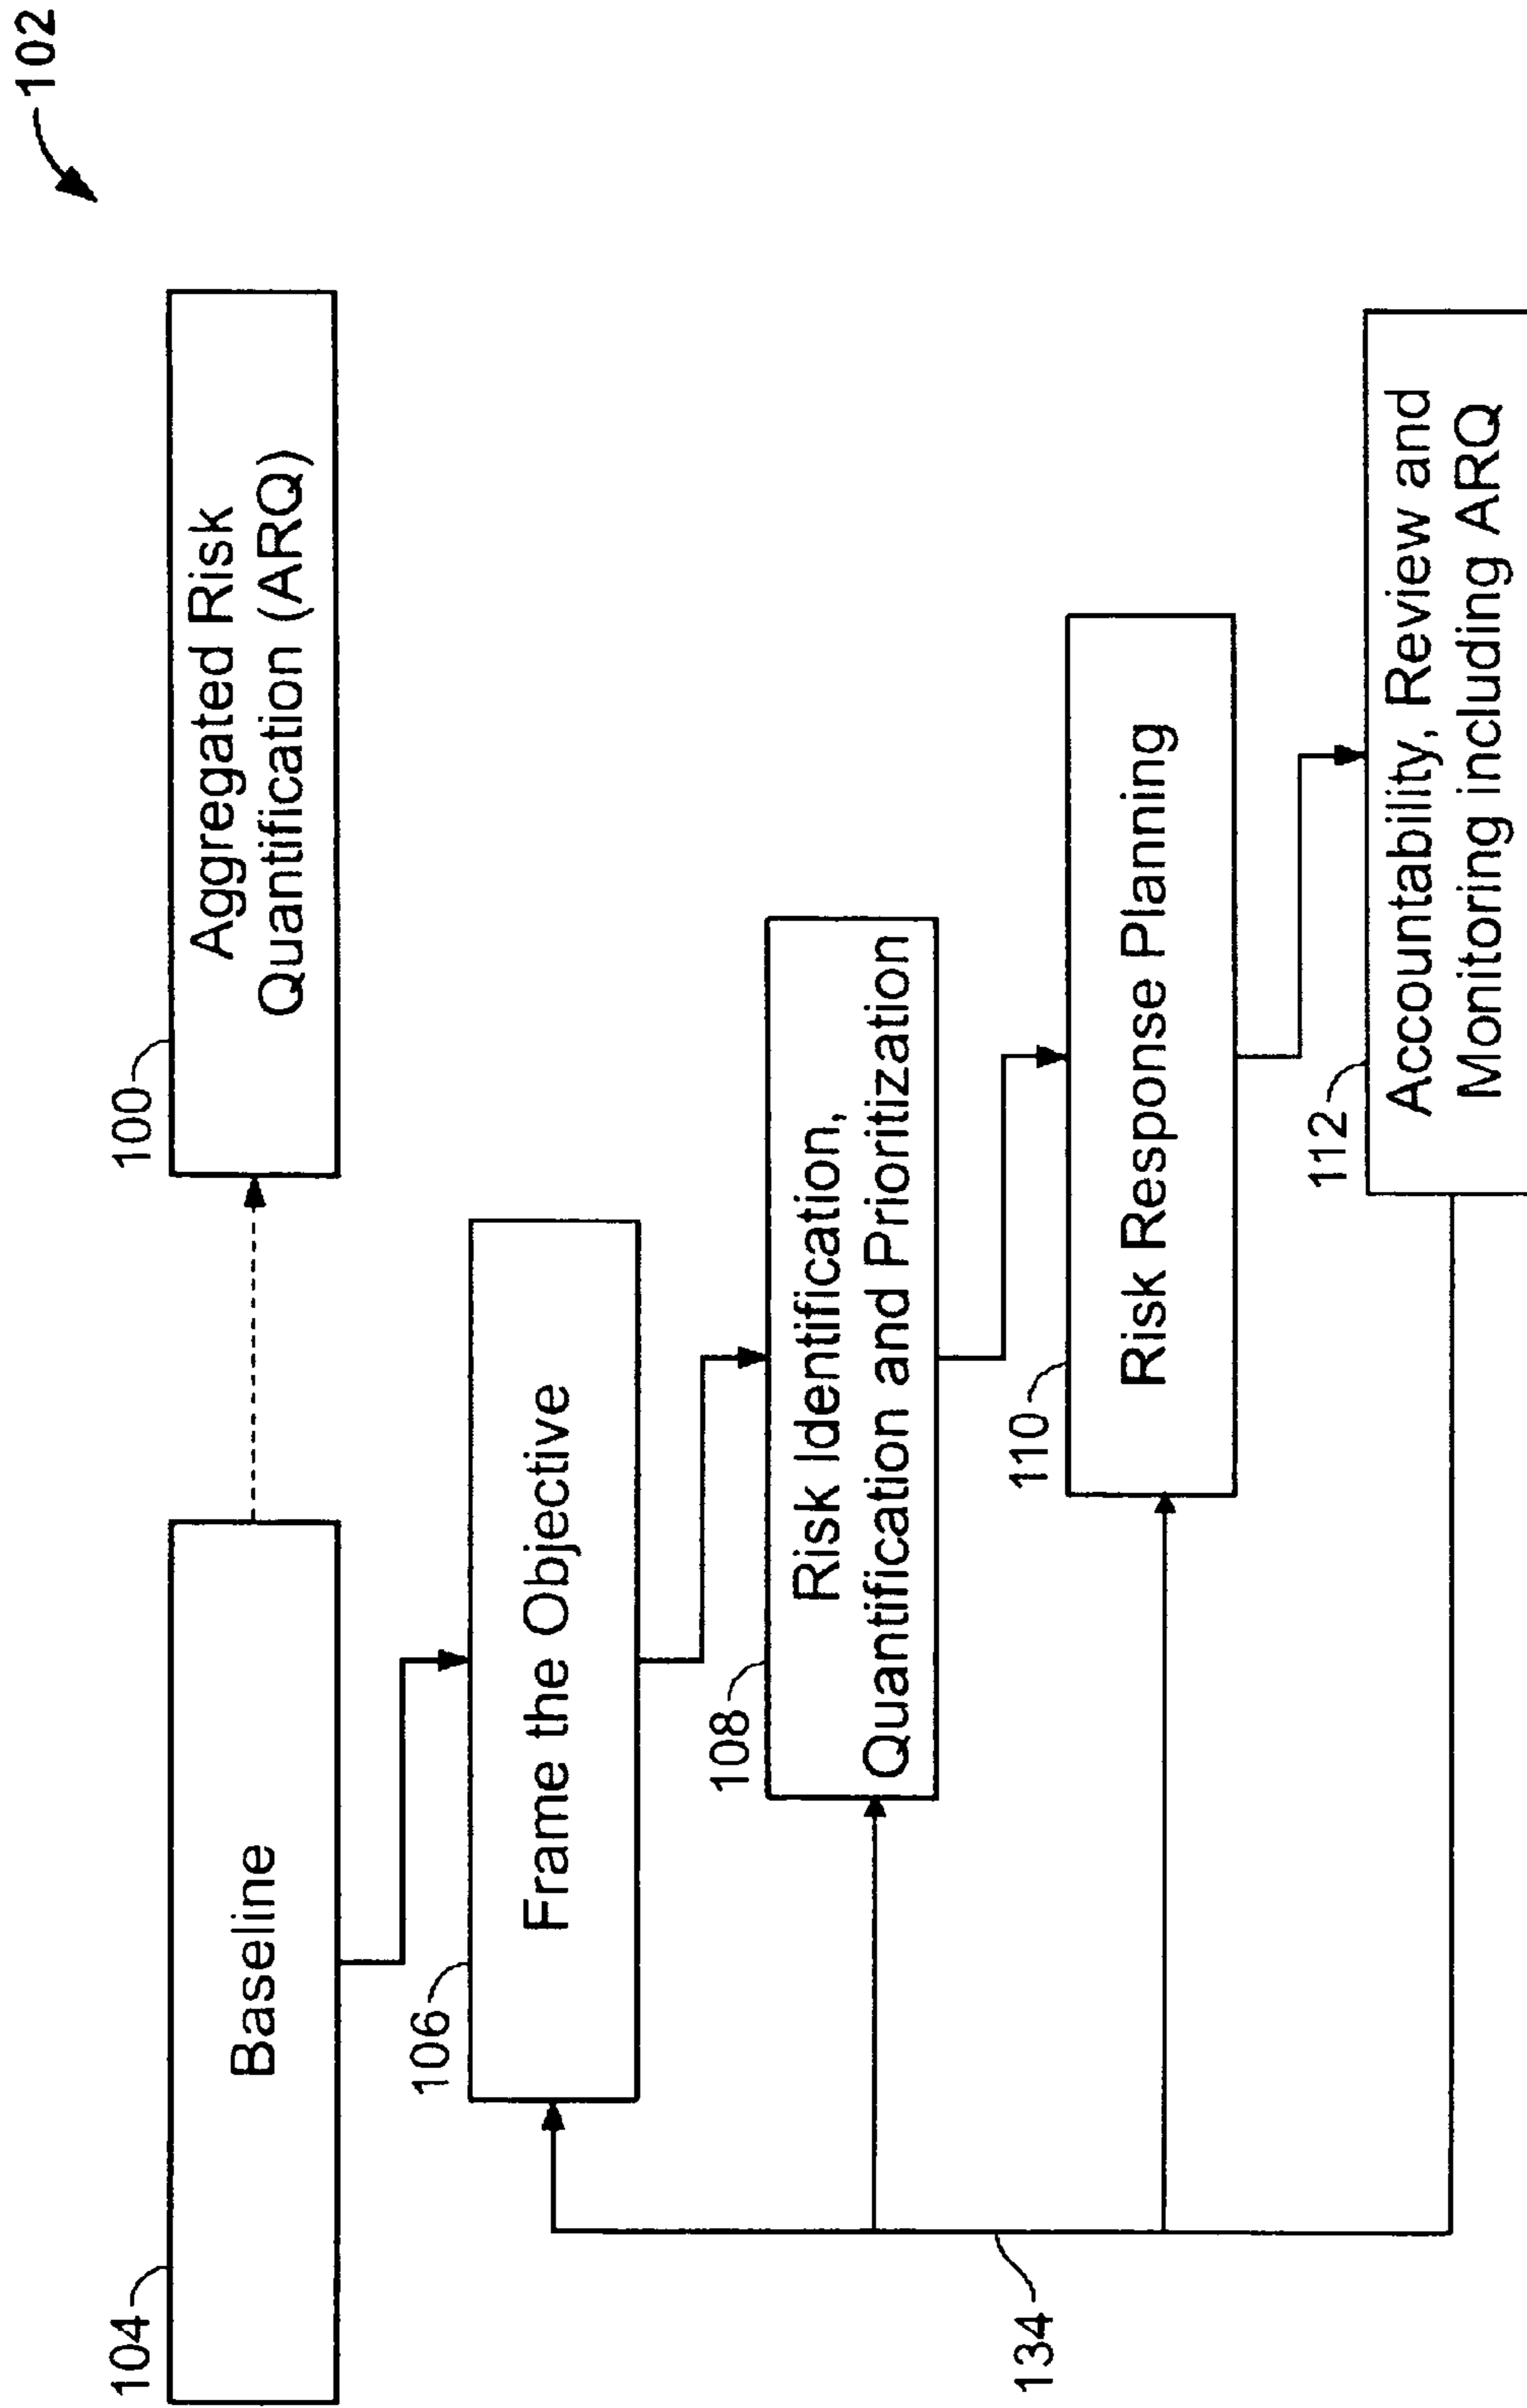 102
104
Baseline
100
Aggregated Risk
Quantification (ARQ)
106
Frame the Objective
108
Risk Identification,
Quantification and Prioritization
110
Risk Response Planning
112
Accountability, Review and
Monitoring including ARQ
134